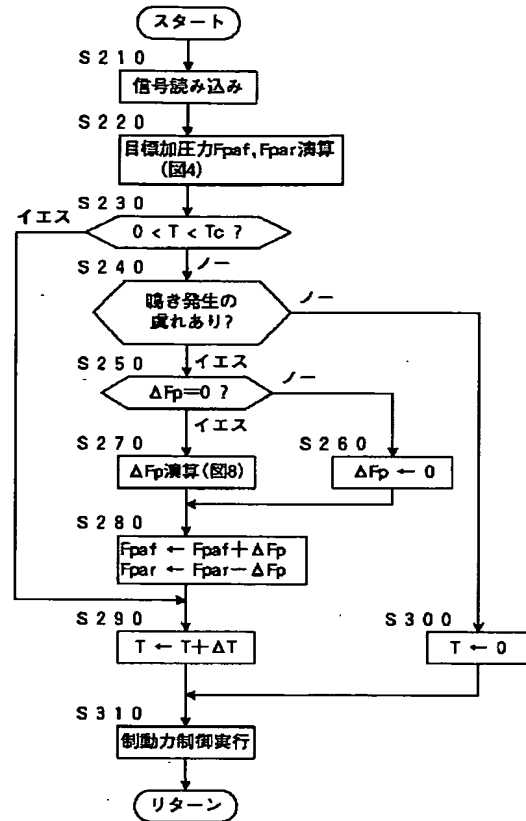 スタート
S210
信号読み込み
S220
目標加圧力Fpaf,Fpar演算
(図4)
S230
イエス
0 < T < Tc ?
S240
ノー
鳴き発生の
虞れあり?
ノー
S250
イエス
ΔFp=0 ?
ノー
イエス
S270
S260
ΔFp演算(図8)
ΔFp ← 0
S280
Fpaf ← Fpaf+ΔFp
Fpar ← Fpar−ΔFp
S290
S300
T ← T+ΔT
T ← 0
S310
制動力制御実行
リターン